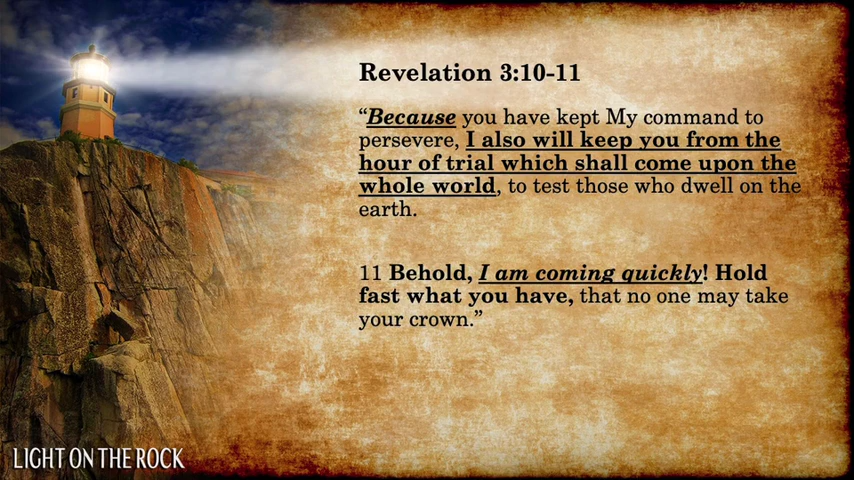 Revelation 3:10-11
“Because you have kept My command to
persevere, I also will keep you from the
hour of trial which shall come upon the
whole world, to test those who dwell on the
earth.
11 Behold, I am coming quickly! Hold
fast what you have, that no one may take
your crown.”
LIGHT ON THE ROCK